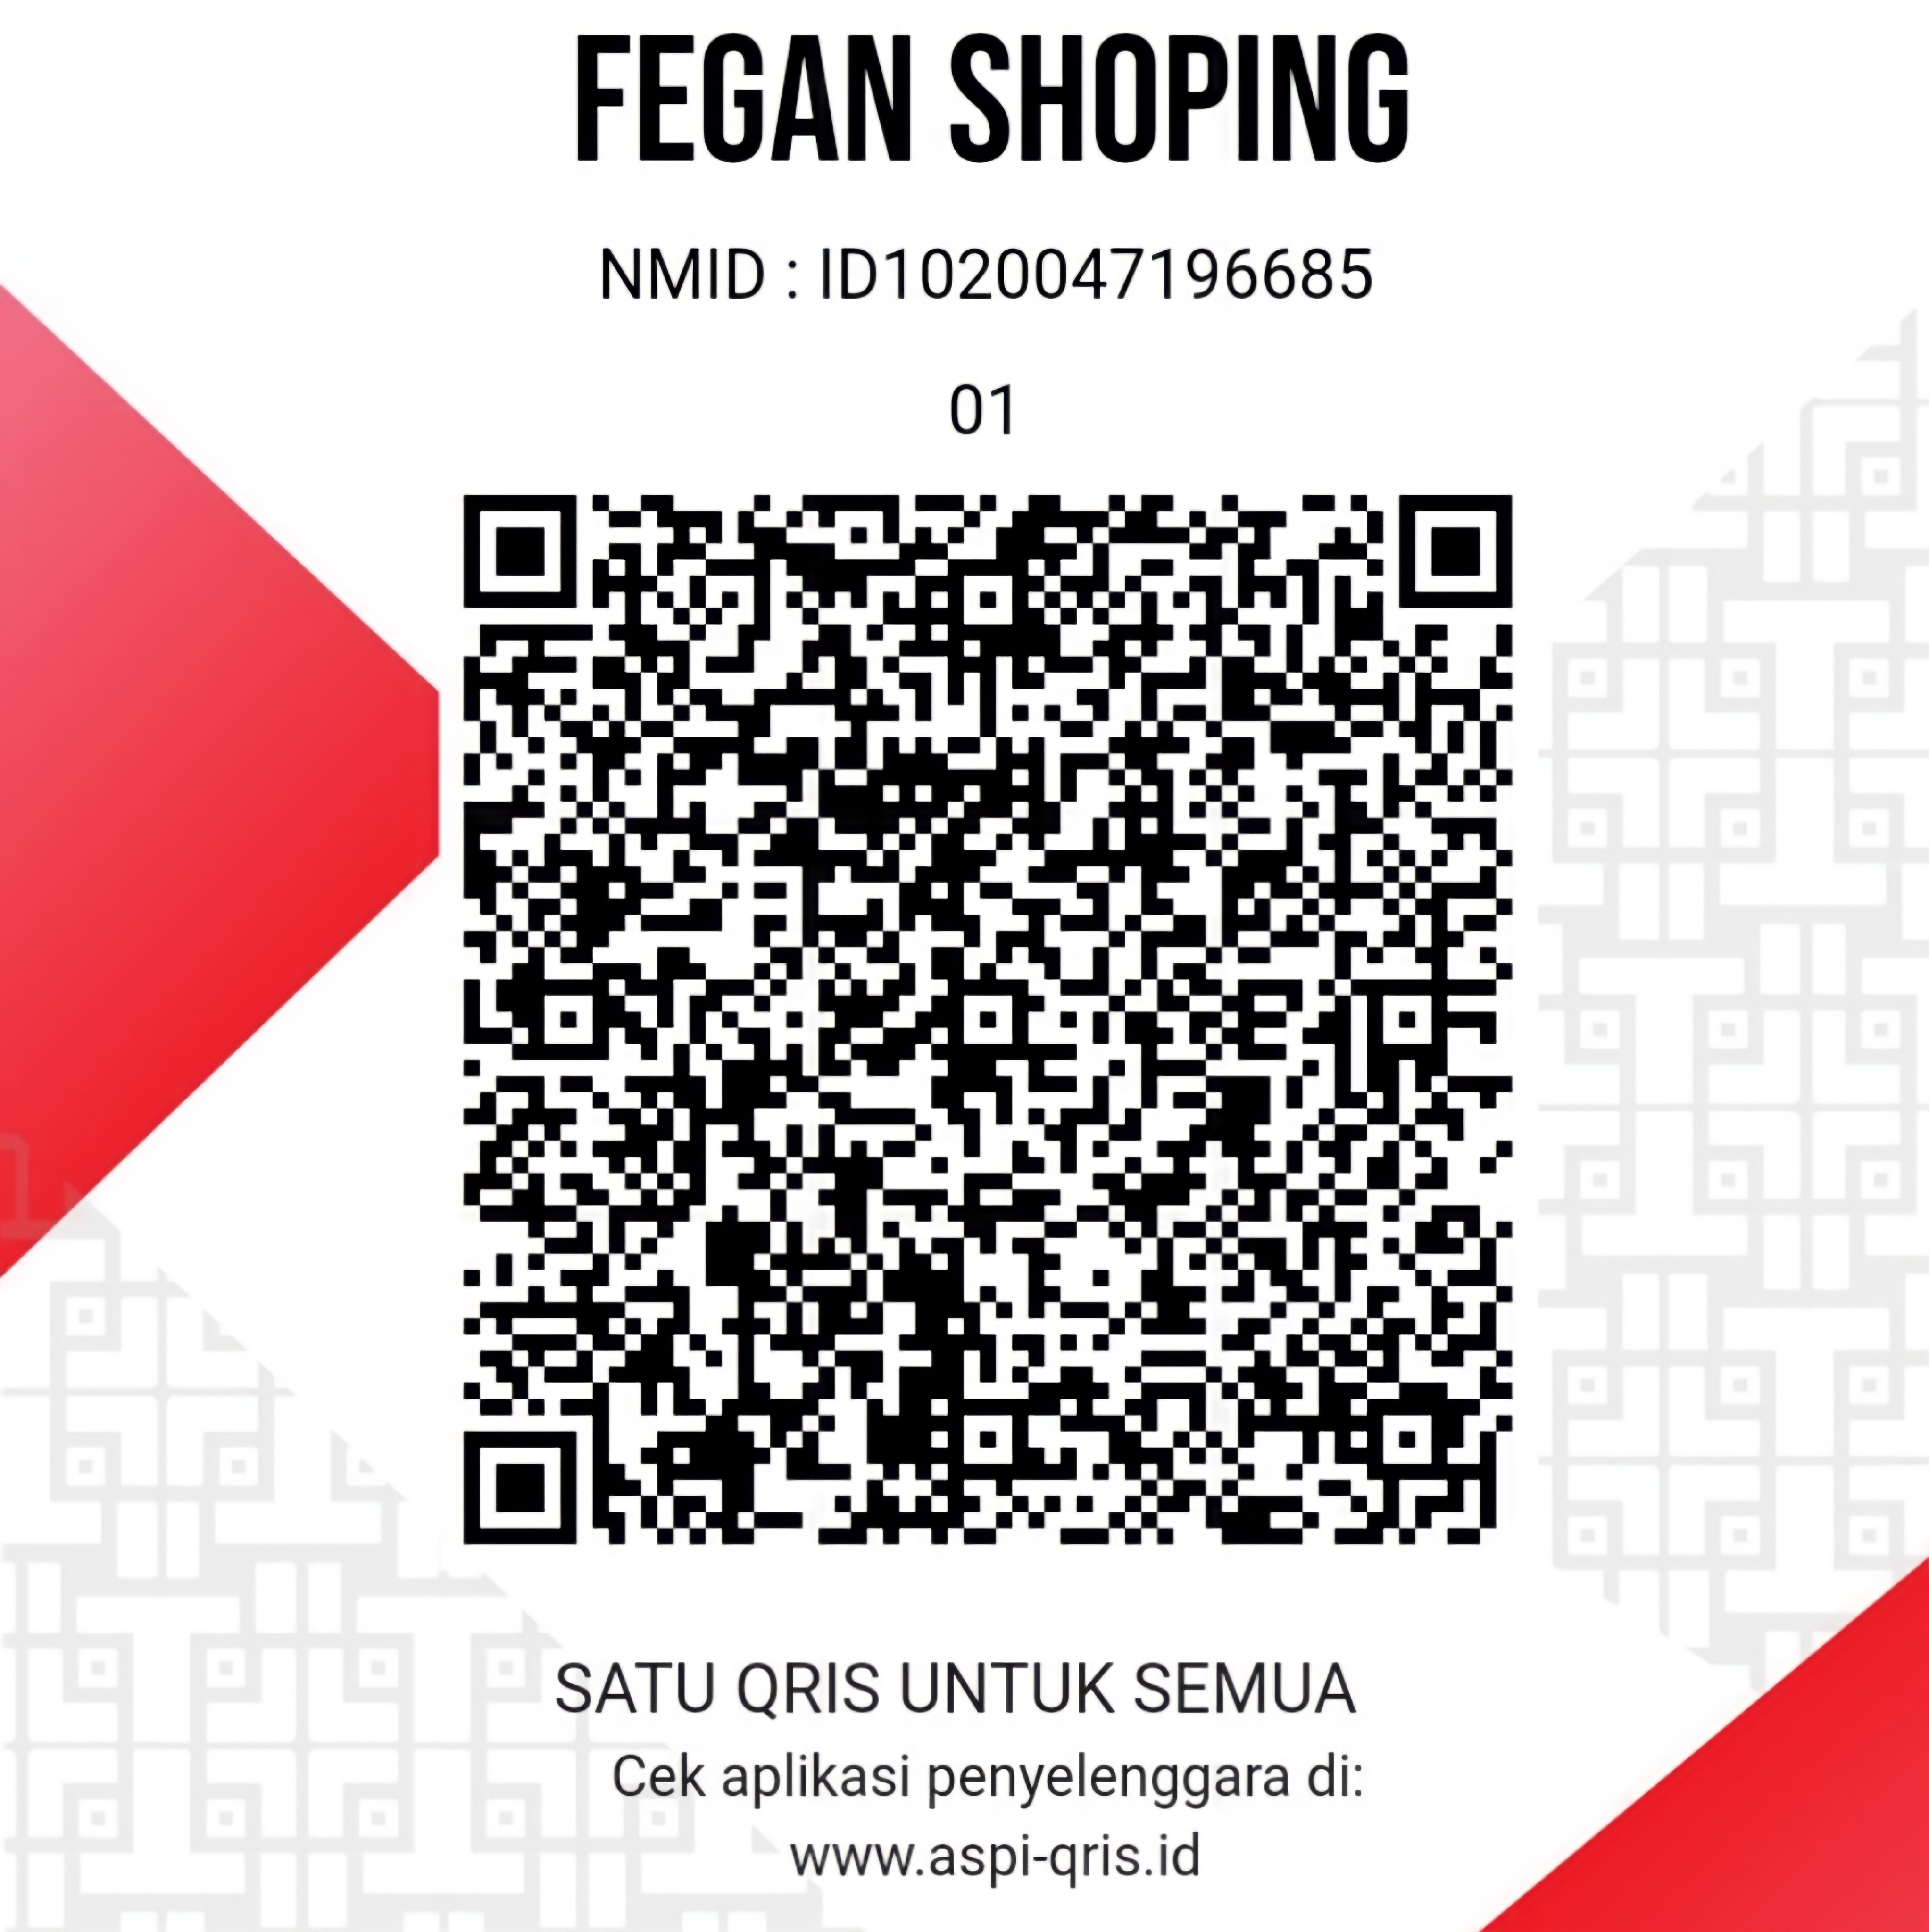 FEGAN SHOPING
NMID : ID1020047196685
01
SATU QRIS UNTUK SEMUA
Cek aplikasi penyelenggara di:
www.aspi-qris.id